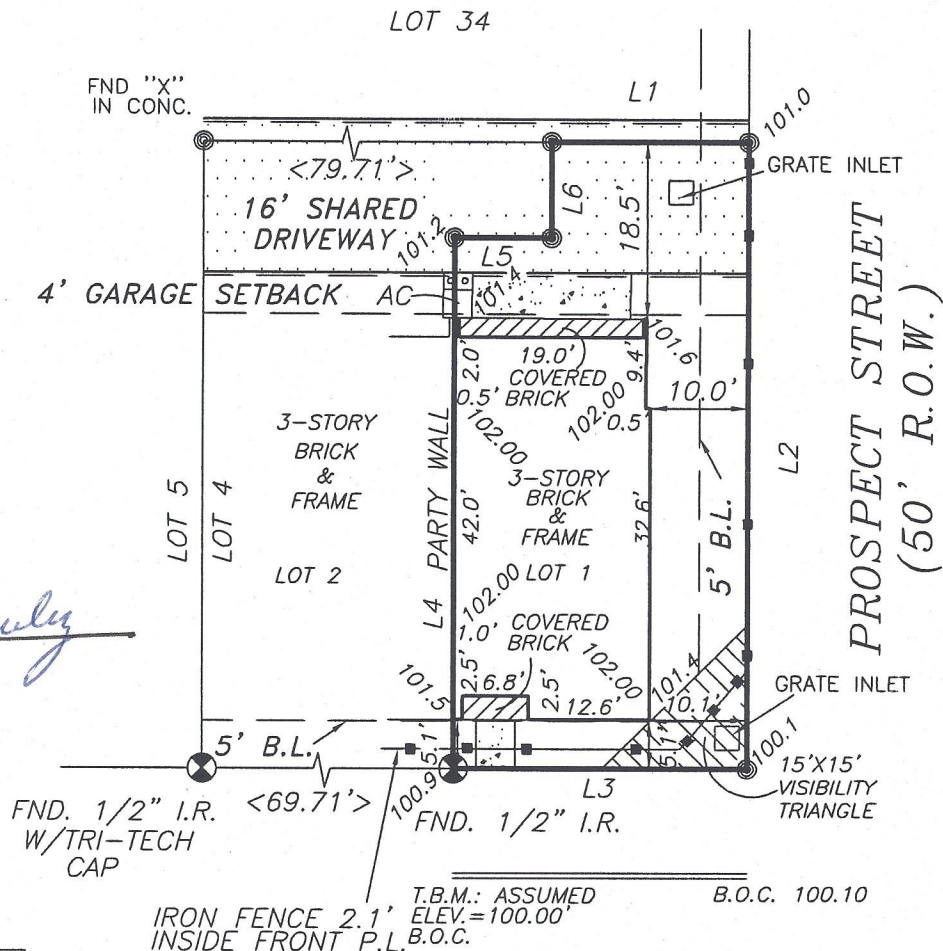 LOT 34
FND "X"
IN CONC.
L1
101.0
<79.71'>
GRATE INLET
16' SHARED
DRIVEWAY
L6
18.5'
101.2
L5
4' GARAGE SETBACK
AC
101.4
101.6
2.0'
19.0'
9.4'
COVERED
BRICK
0.5'
102.00
102.00
0.5'
10.0'
3-STORY
BRICK
&
FRAME
3-STORY
BRICK
&
FRAME
L4 PARTY WALL
42.0'
32.6'
L2
PROSPECT STREET
(50' R.O.W.)
LOT 5
LOT 4
LOT 2
LOT 1
5' B.L.
102.00
1.0'
COVERED
BRICK
102.00
101.4
101.5
2.5'
6.8'
2.5'
12.6'
10.1'
GRATE INLET
5' B.L.
5.1'
5.1'
100.1
15'X15'
VISIBILITY
TRIANGLE
<69.71'>
100.9
L3
FND. 1/2" I.R.
W/TRI-TECH
CAP
FND. 1/2" I.R.
IRON FENCE 2.1'
INSIDE FRONT P.L.
T.B.M.: ASSUMED
ELEV.=100.00'
B.O.C.
B.O.C. 100.10